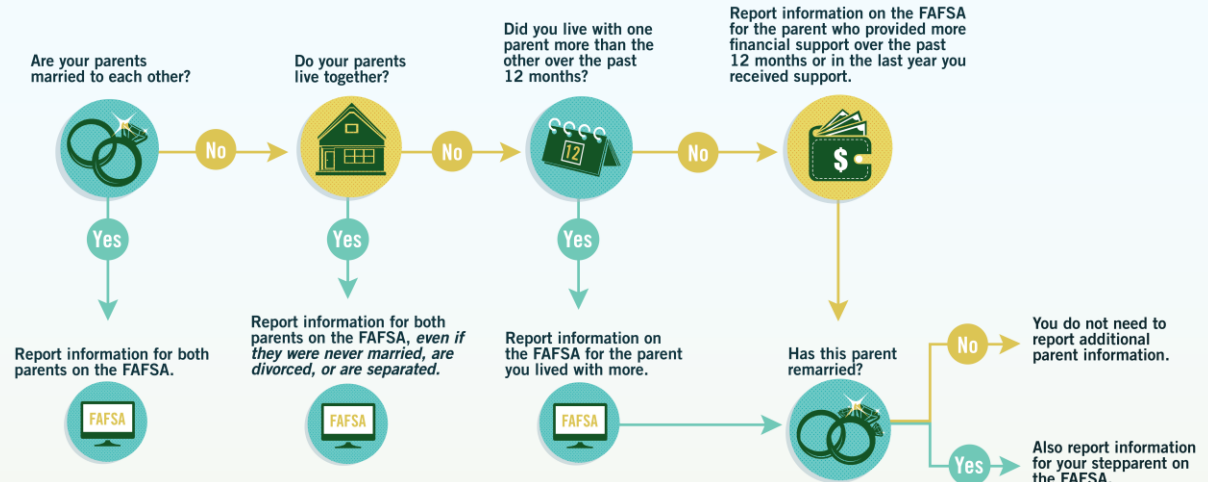 Are your parents
married to each other?
No
Do your parents
live together?
No
Did you live with one
parent more than the
other over the past
12 months?
12
No
Report information on the FAFSA
for the parent who provided more
financial support over the past
12 months or in the last year you
received support.
$
Yes
Report information for both
parents on the FAFSA.
FAFSA
Yes
Report information for both
parents on the FAFSA, even if
they were never married, are
divorced, or are separated.
FAFSA
Yes
Report information on
the FAFSA for the parent
you lived with more.
FAFSA
Has this parent
remarried?
No
You do not need to
report additional
parent information.
Yes
Also report information
for your stepparent on
the FAFSA.